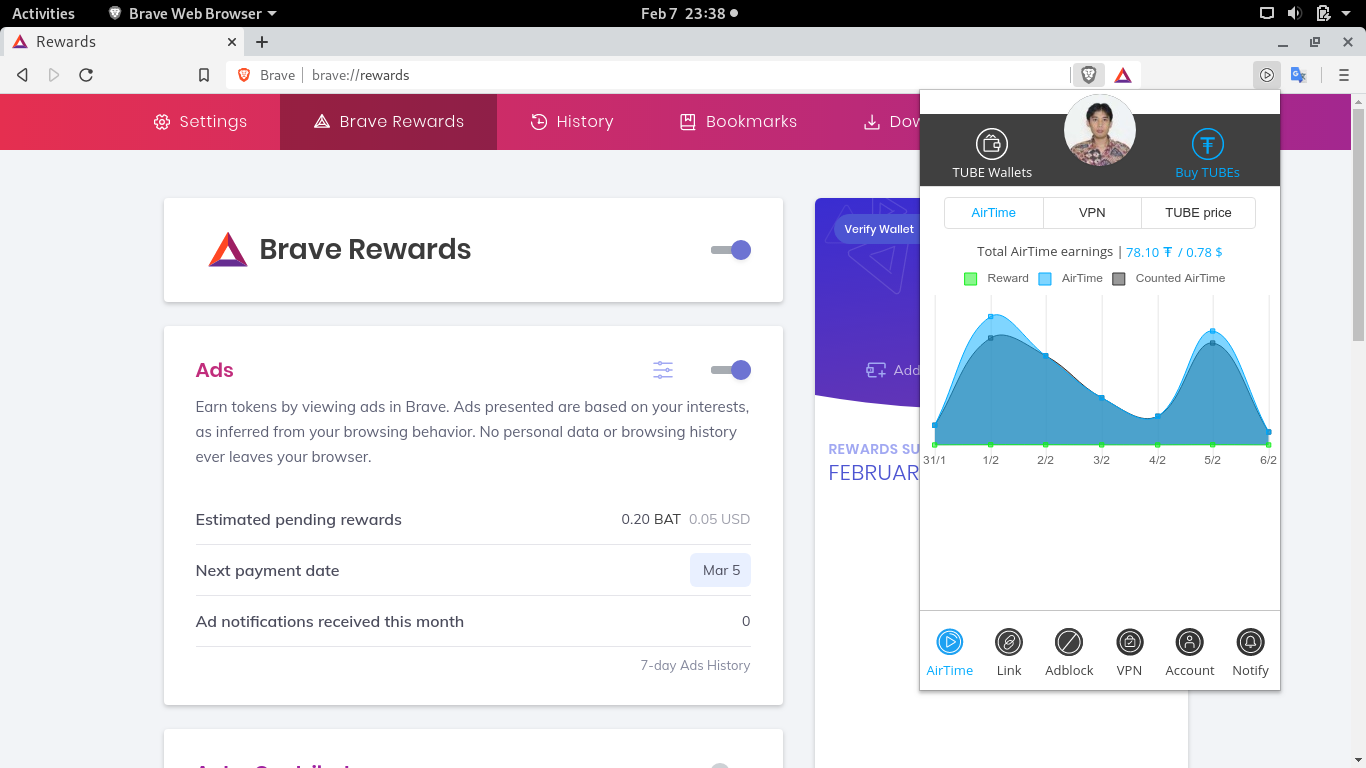 Activities
Brave Web Browser
Feb 7 23:38
Rewards
Brave
brave://rewards
Settings
Brave Rewards
History
Bookmarks
Dow
TUBE Wallets
Buy TUBEs
AirTime
VPN
TUBE price
Total AirTime earnings | 78.10 ₮ / 0.78 $
Reward
AirTime
Counted AirTime
31/1
1/2
2/2
3/2
4/2
5/2
6/2
AirTime
Link
Adblock
VPN
Account
Notify
Brave Rewards
Ads
Earn tokens by viewing ads in Brave. Ads presented are based on your interests,
as inferred from your browsing behavior. No personal data or browsing history
ever leaves your browser.
Estimated pending rewards
0.20 BAT 0.05 USD
Next payment date
Mar 5
Ad notifications received this month
0
7-day Ads History
Verify Wallet
Add
REWARDS SU
FEBRUAR